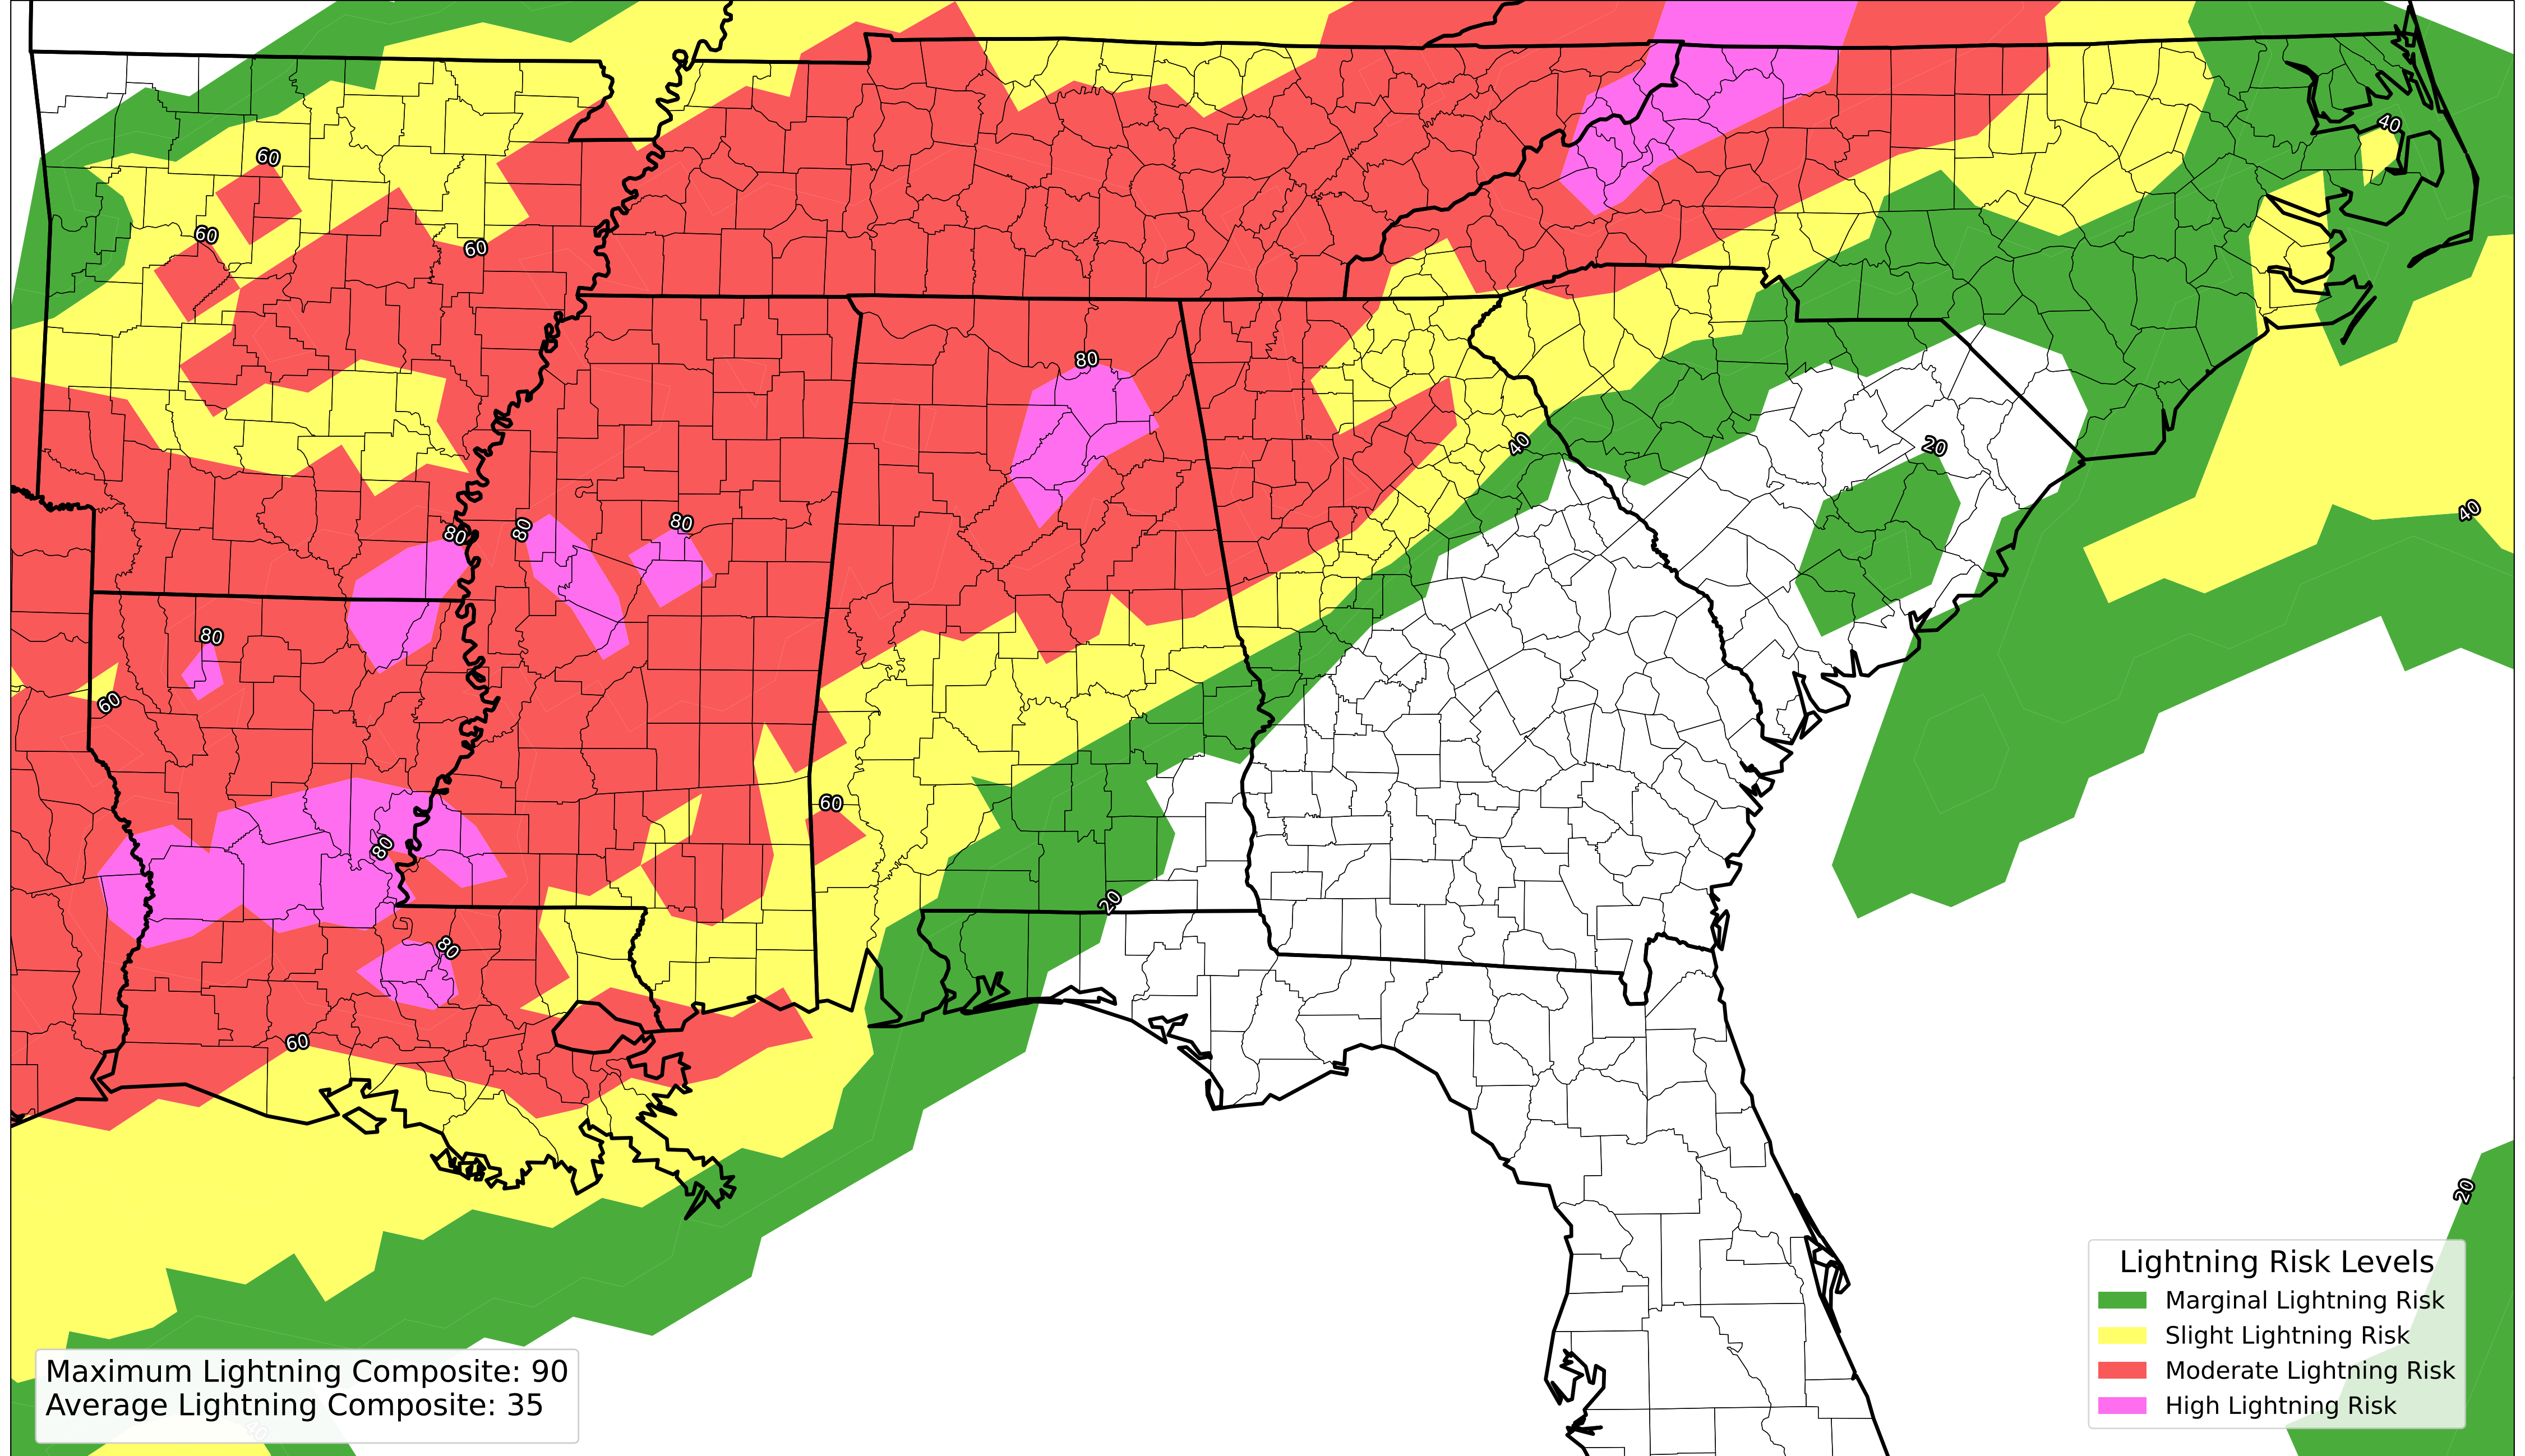 40
60
60
60
80
40
20
40
80
80
80
80
60
60
80
20
80
60
20
Lightning Risk Levels
Marginal Lightning Risk
Slight Lightning Risk
Moderate Lightning Risk
High Lightning Risk
Maximum Lightning Composite: 90
Average Lightning Composite: 35
40